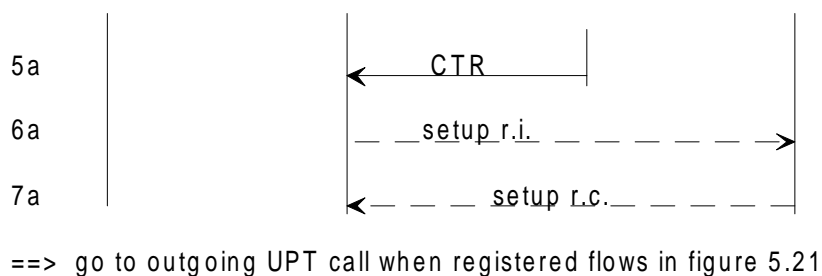 5a CTR
6a setup r.i.
7a setup r.c.
==> go to outgoing UPT call when registered flows in figure 5.21